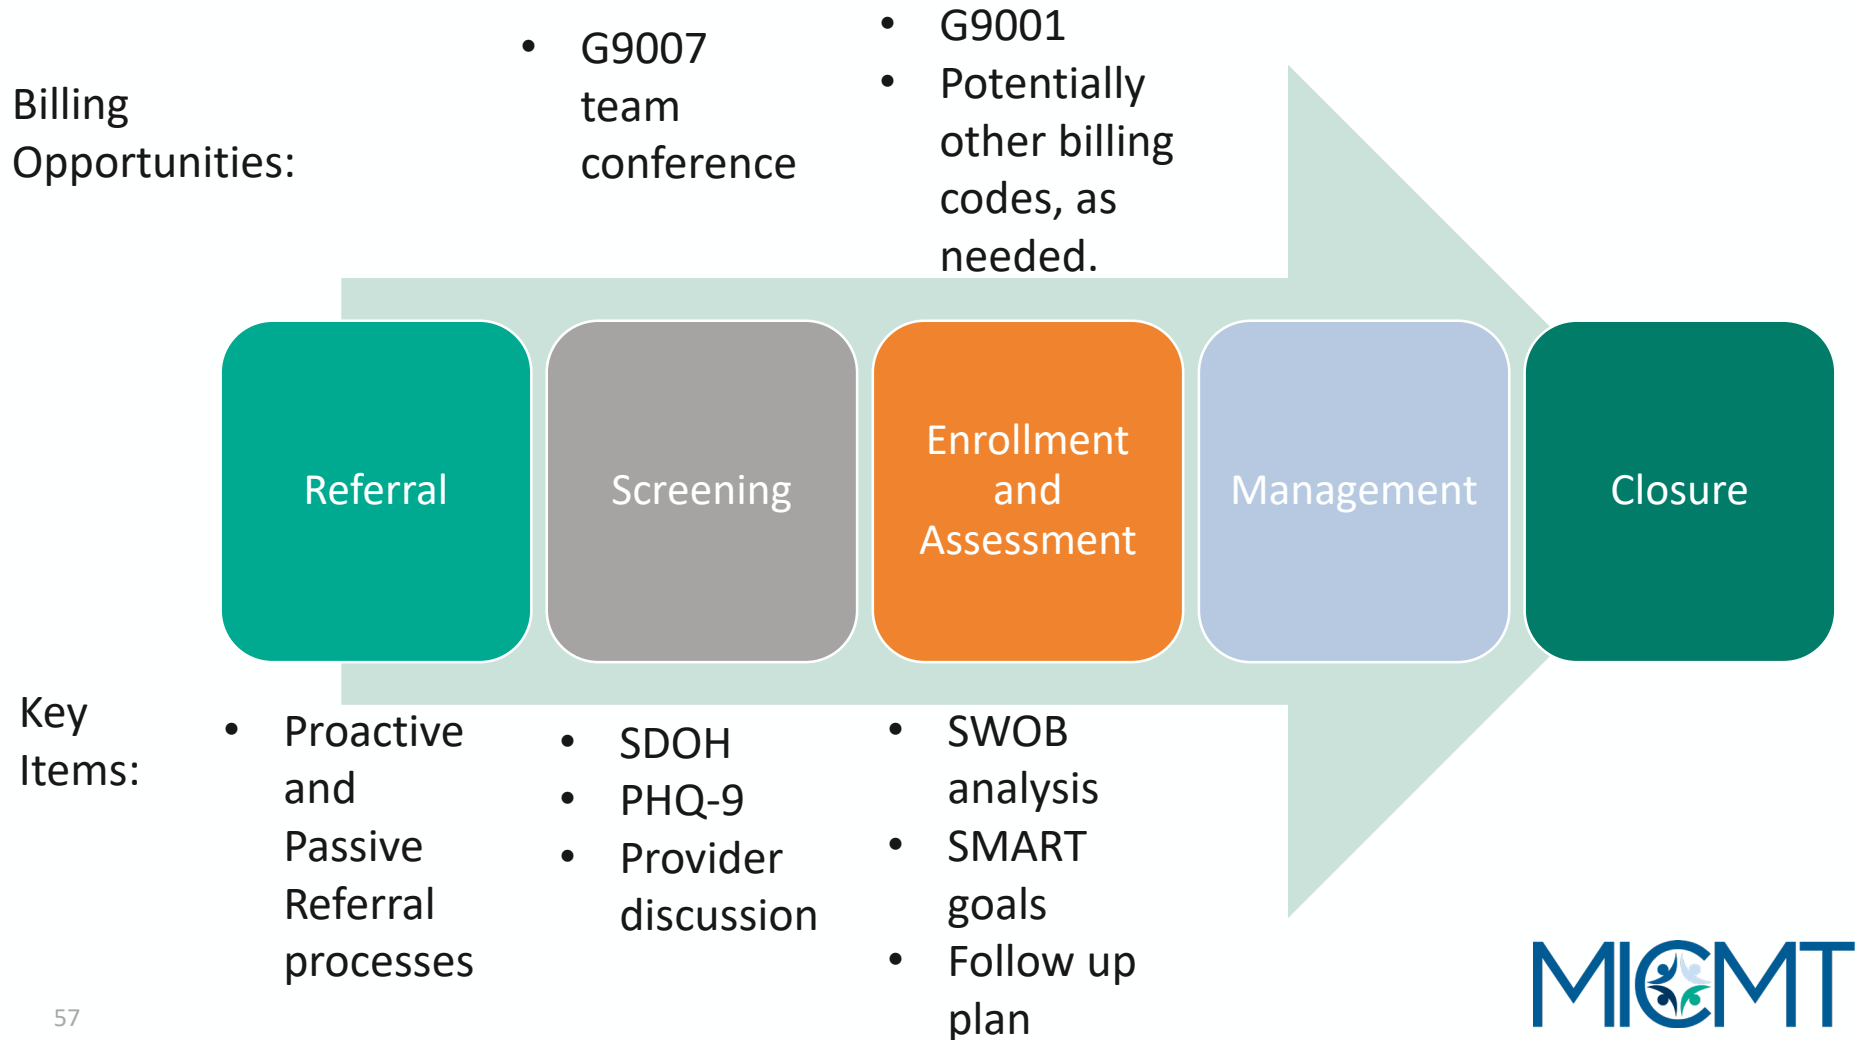 Billing
Opportunities:
• G9007
team
conference
• G9001
• Potentially
other billing
codes, as
needed.
Referral
Screening
Enrollment
and
Assessment
Management
Closure
Key
Items:
• Proactive
and
Passive
Referral
processes
• SDOH
• PHQ-9
• Provider
discussion
• SWOB
analysis
• SMART
goals
• Follow up
plan
57
MICMT